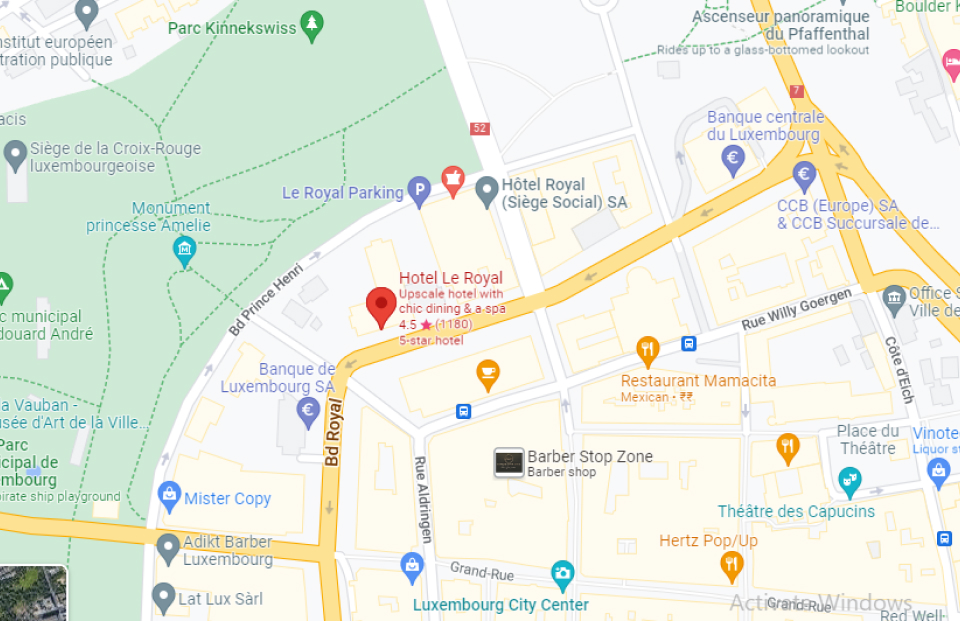 Parc Kinnekswiss
Ascenseur panoramique
du Pfaffenthal
Rides up to a glass-bottomed lookout
Boulder
nstitut européen
tration publique
7
acis
Siège de la Croix-Rouge
luxembourgeoise
52
Banque centrale
du Luxembourg
€
Le Royal Parking
P
Hôtel Royal
(Siège Social) SA
€
CCB (Europe) SA
& CCB Succursale de...
Monument
princesse Amelie
Bd Prince Henri
Hotel Le Royal
Upscale hotel with
chic dining & a spa
4.5 ★ (1180)
5-star hotel
c municipal
douard André
Rue Willy Goergen
Office S
Ville de
Côte d'Eich
Banque de
Luxembourg SA
€
Restaurant Mamacita
Mexican · ₹₹
a Vauban -
usée d'Art de la Ville...
Bd Royal
Parc
icipal de
embourg
pirate ship playground
Rue Aldringen
Barber Stop Zone
Barber shop
Place du
Théâtre
Vinote
Liquor st
Mister Copy
Théâtre des Capucins
Adikt Barber
Luxembourg
Hertz Pop/Up
Grand-Rue
Lat Lux Sàrl
Luxembourg City Center
Grand-Rue
Activate Windows
Red Well-